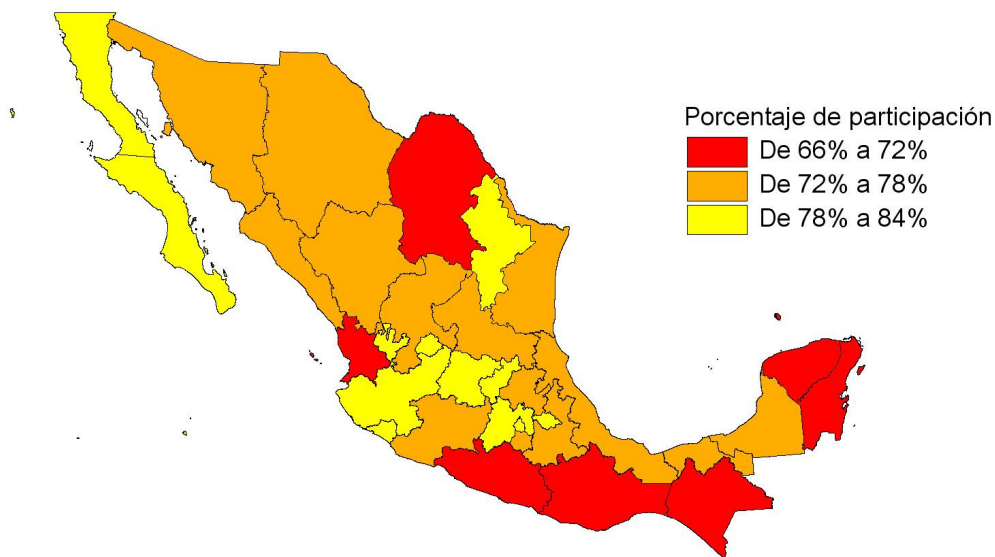 Porcentaje de participación
De 66% a 72%
De 72% a 78%
De 78% a 84%